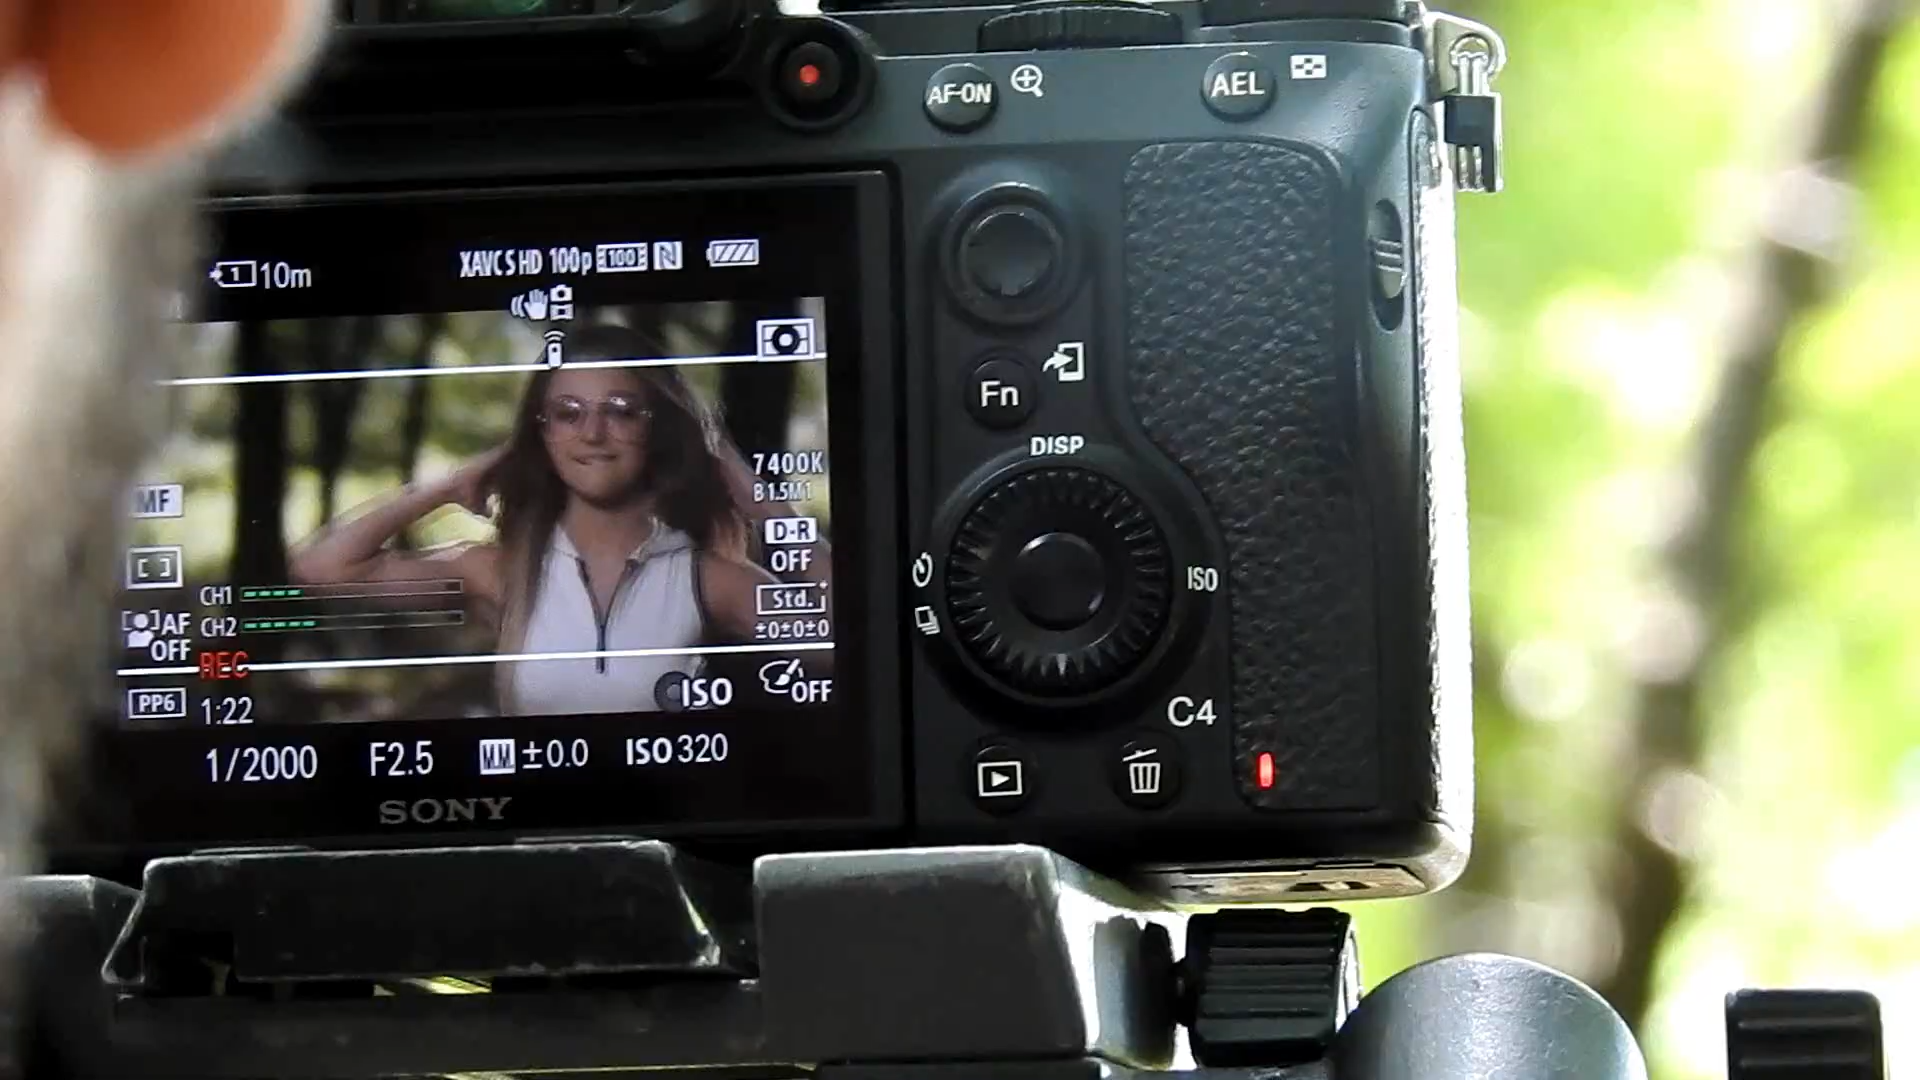 AF-ON
AEL
1 10m
XAVC S HD 100p 100
Fn
DISP
7400K
B1.5M1
MF
D-R
OFF
CH1
Std.
CH2
±0±0±0
AF
OFF
REC
ISO
OFF
PP6
1:22
ISO
1/2000 F2.5 M.M. ±0.0 ISO 320
C4
SONY